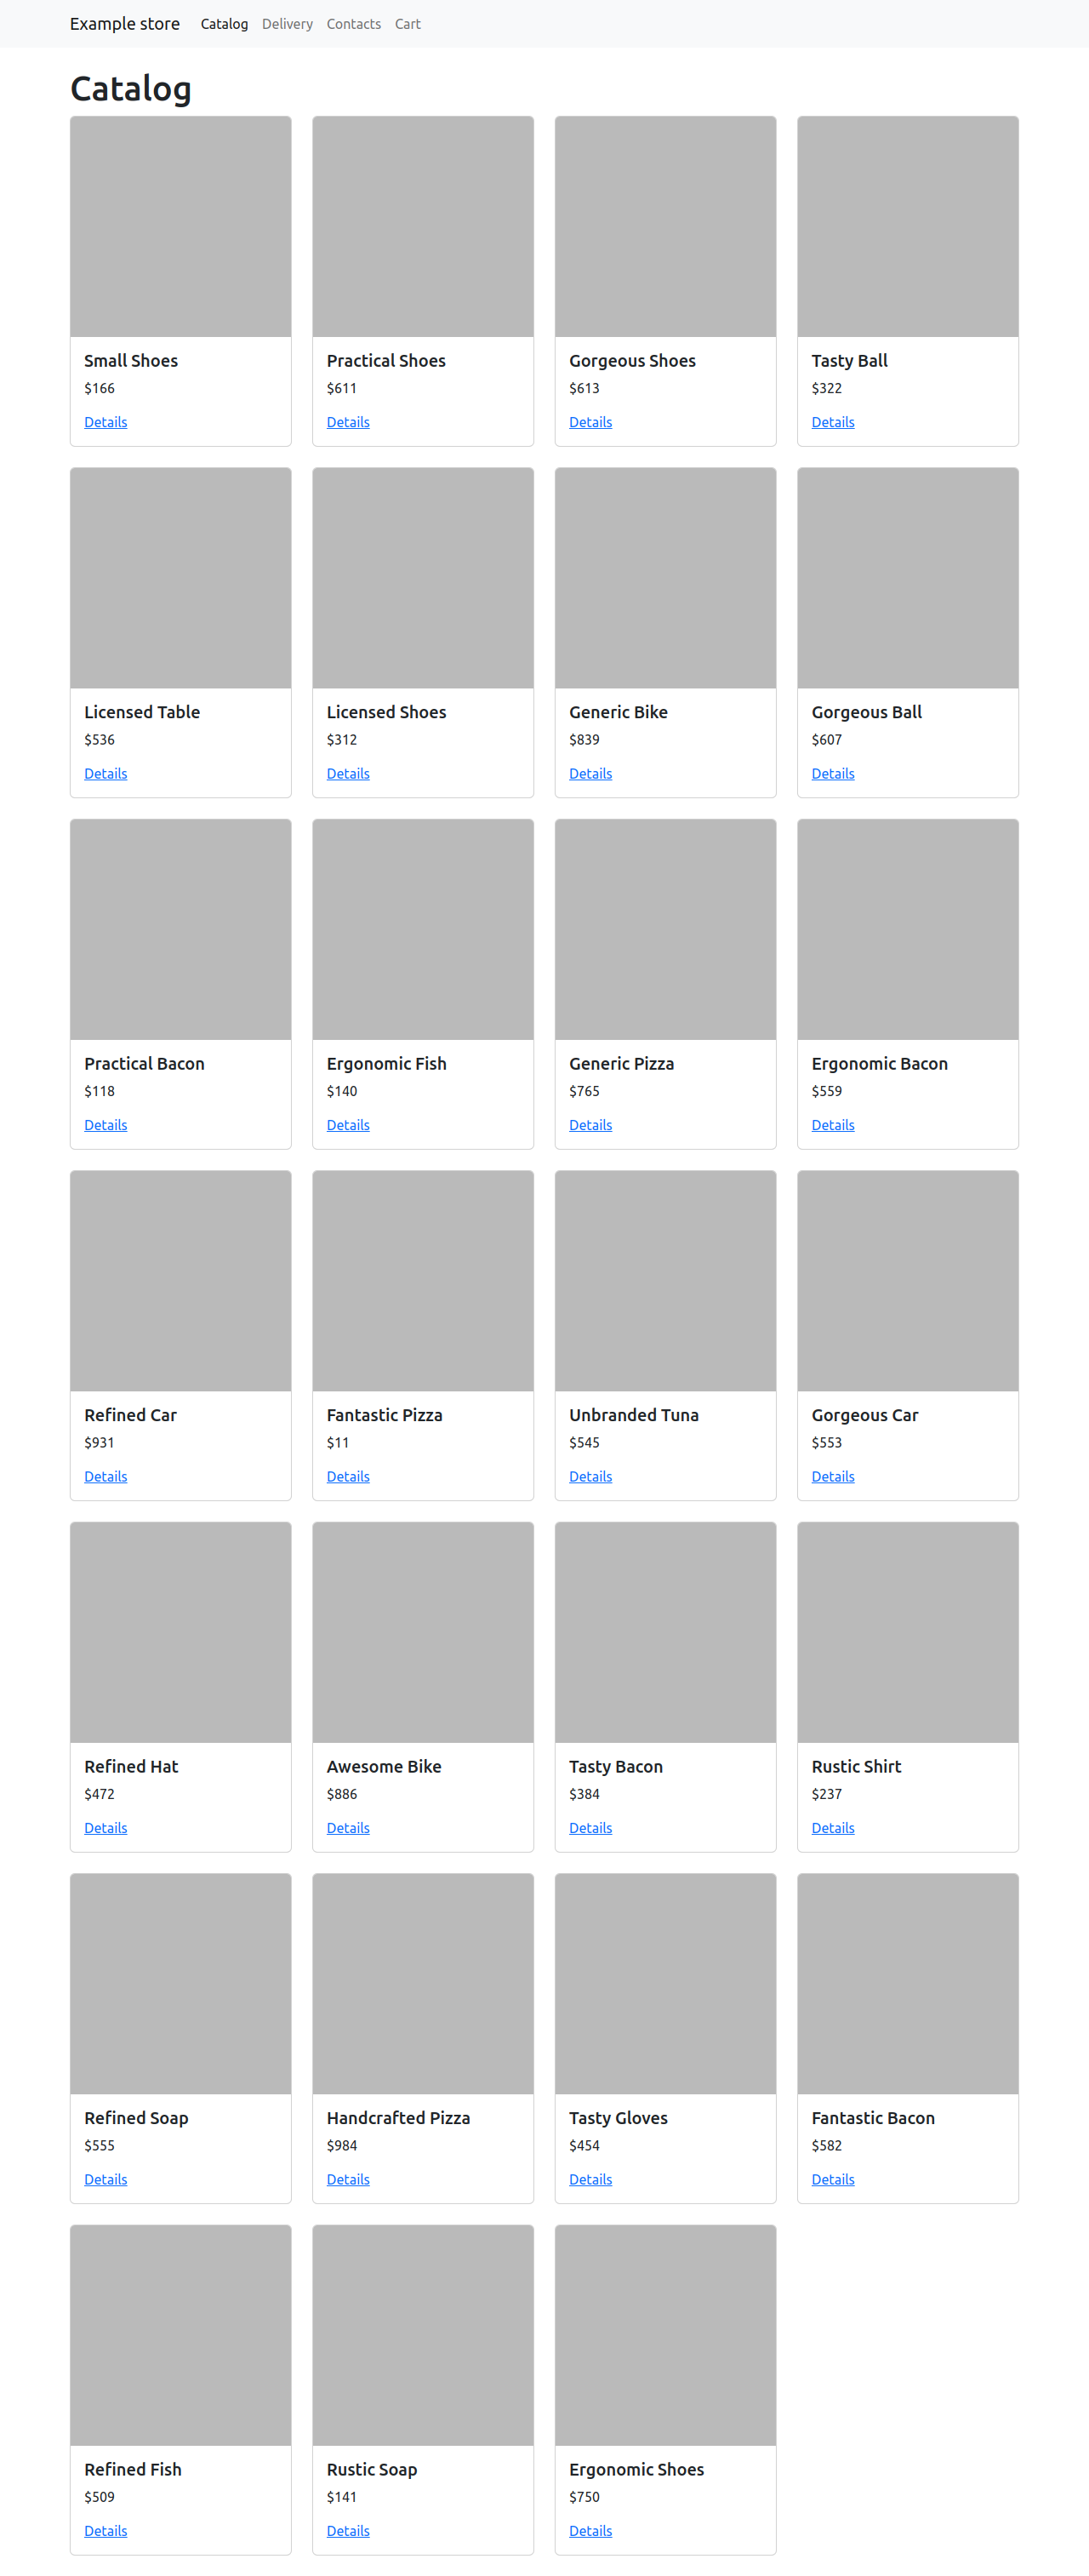 Example store Catalog Delivery Contacts Cart
Catalog
Small Shoes
$166
Details
Practical Shoes
$611
Details
Gorgeous Shoes
$613
Details
Tasty Ball
$322
Details
Licensed Table
$536
Details
Licensed Shoes
$312
Details
Generic Bike
$839
Details
Gorgeous Ball
$607
Details
Practical Bacon
$118
Details
Ergonomic Fish
$140
Details
Generic Pizza
$765
Details
Ergonomic Bacon
$559
Details
Refined Car
$931
Details
Fantastic Pizza
$11
Details
Unbranded Tuna
$545
Details
Gorgeous Car
$553
Details
Refined Hat
$472
Details
Awesome Bike
$886
Details
Tasty Bacon
$384
Details
Rustic Shirt
$237
Details
Refined Soap
$555
Details
Handcrafted Pizza
$984
Details
Tasty Gloves
$454
Details
Fantastic Bacon
$582
Details
Refined Fish
$509
Details
Rustic Soap
$141
Details
Ergonomic Shoes
$750
Details